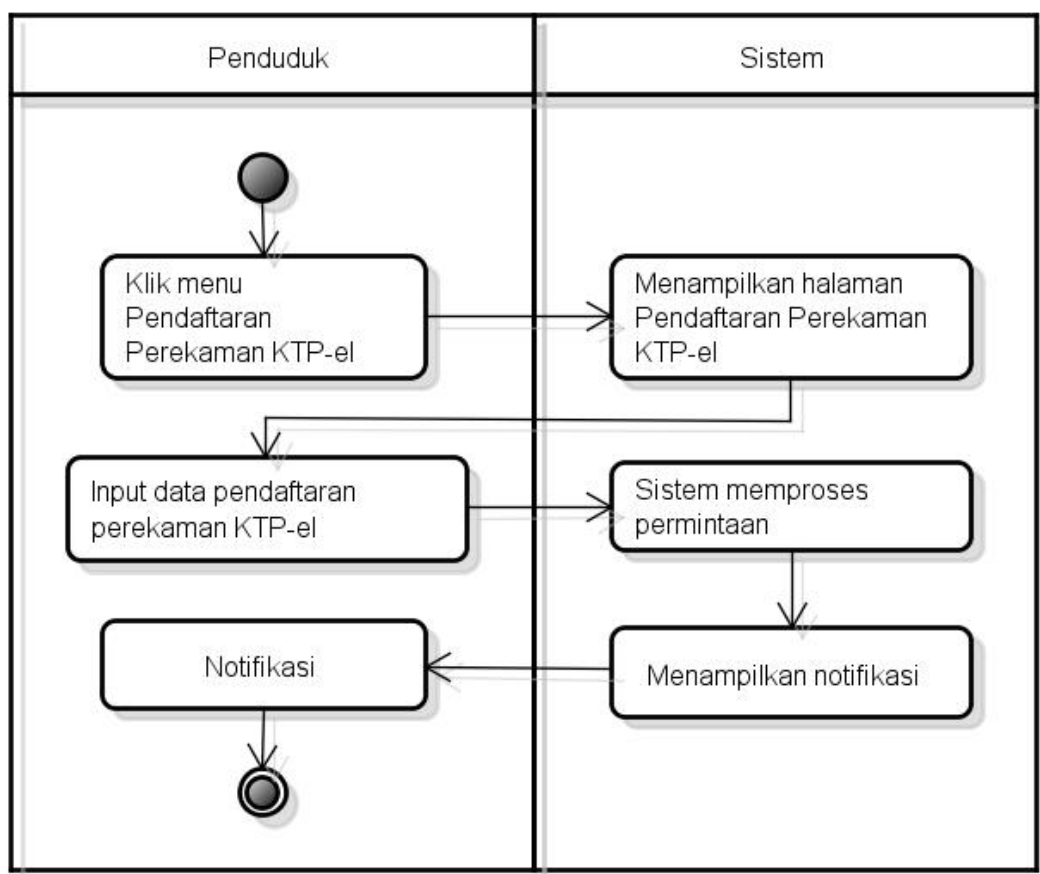 Penduduk
Sistem
Klik menu
Pendaftaran
Perekaman KTP-el
Menampilkan halaman
Pendaftaran Perekaman
KTP-el
Input data pendaftaran
perekaman KTP-el
Sistem memproses
permintaan
Notifikasi
Menampilkan notifikasi